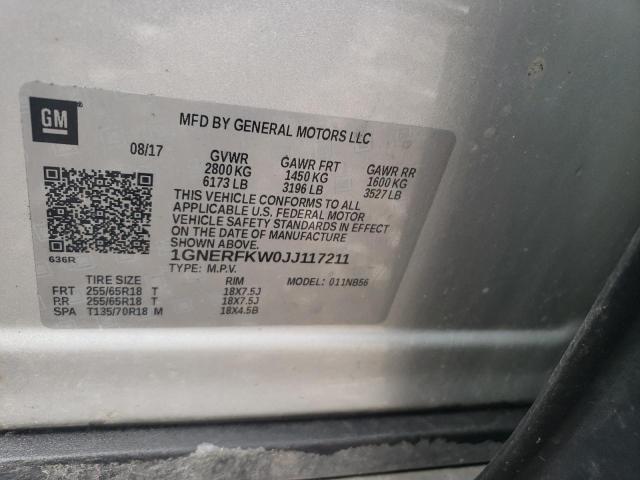 GM
MFD BY GENERAL MOTORS LLC
08/17 GVWR GAWR FRT GAWR RR
2800 KG 1450 KG 1600 KG
6173 LB 3196 LB 3527 LB
THIS VEHICLE CONFORMS TO ALL
APPLICABLE U.S. FEDERAL MOTOR
VEHICLE SAFETY STANDARDS IN EFFECT
ON THE DATE OF MANUFACTURE
SHOWN ABOVE.
636R
1GNERFKW0JJ117211
TYPE: M.P.V. MODEL: 011NB56
TIRE SIZE RIM
FRT 255/65R18 T 18X7.5J
RR 255/65R18 T 18X7.5J
SPA T135/70R18 M 18X4.5B